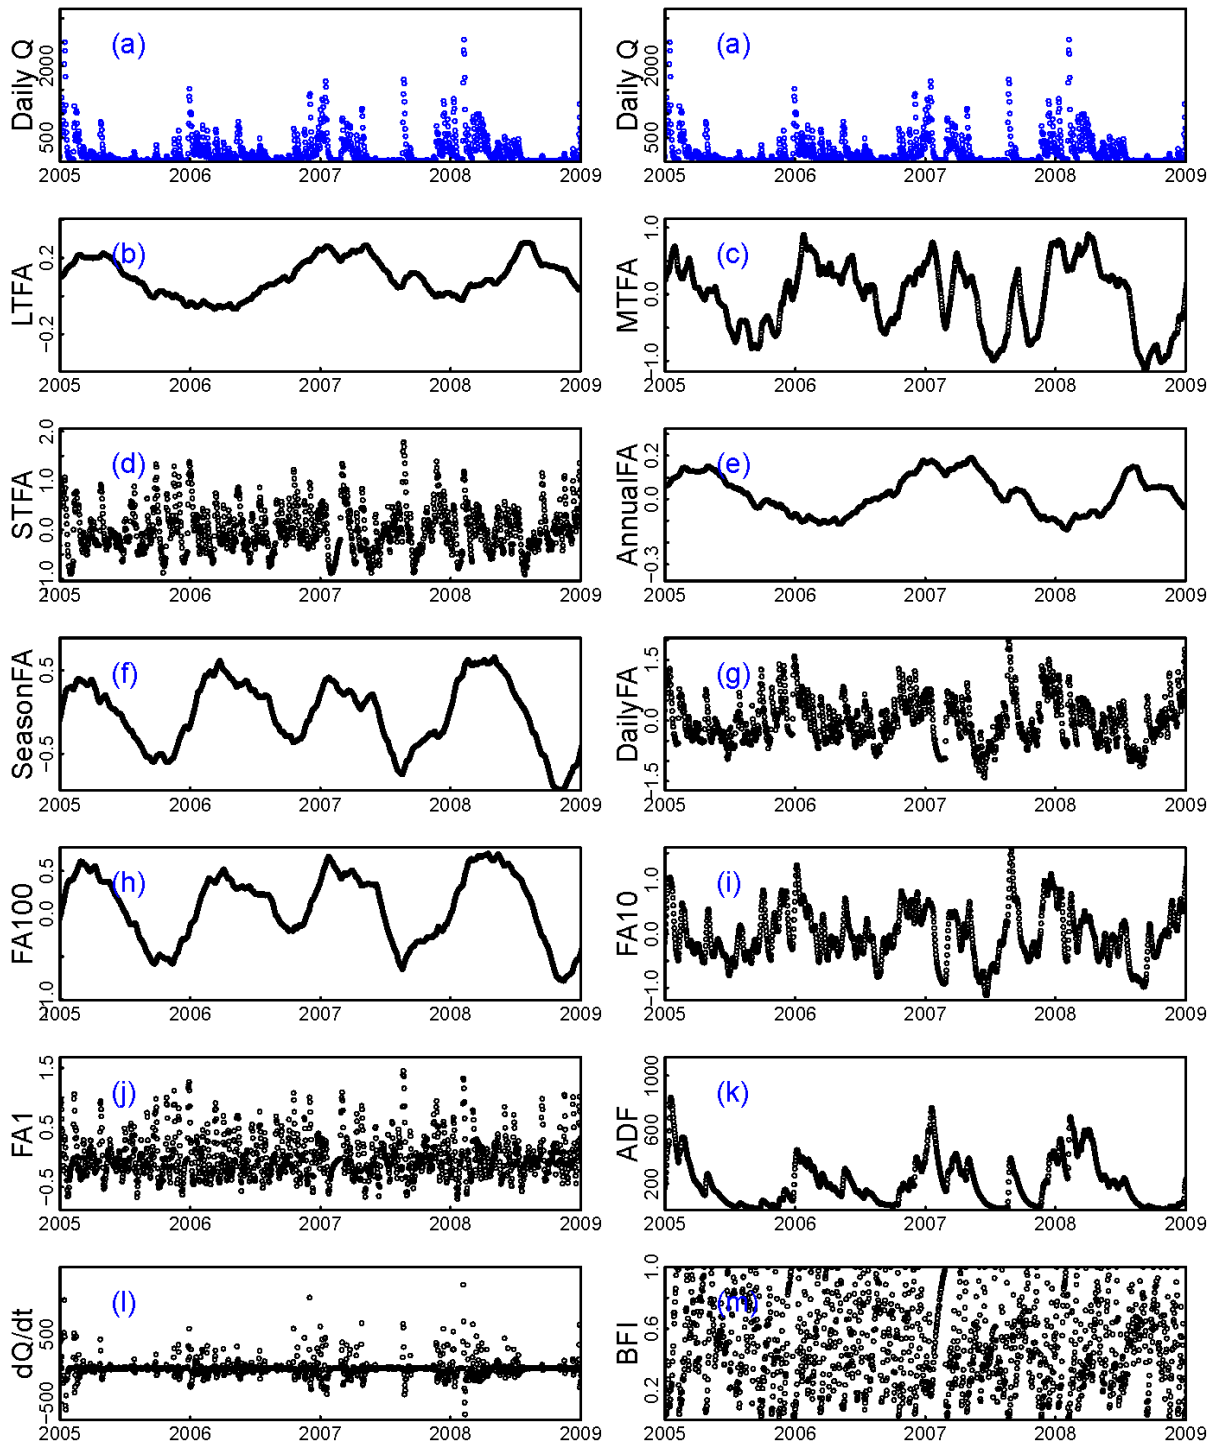 Daily Q
500 2000
(a)
2005 2006 2007 2008 2009
Daily Q
500 2000
(a)
2005 2006 2007 2008 2009
LTFA
−0.2 0.2
(b)
2005 2006 2007 2008 2009
MTFA
−1.0 0.0 1.0
(c)
2005 2006 2007 2008 2009
STFA
1.0 0.0 1.0 2.0
(d)
2005 2006 2007 2008 2009
AnnualFA
−0.3 0.0 0.2
(e)
2005 2006 2007 2008 2009
SeasonFA
−0.5 0.5
(f)
2005 2006 2007 2008 2009
DailyFA
−1.5 0.0 1.5
(g)
2005 2006 2007 2008 2009
FA100
1.0 0.0 0.5
(h)
2005 2006 2007 2008 2009
FA10
−1.0 0.0 1.0
(i)
2005 2006 2007 2008 2009
FA1
−0.5 0.5 1.5
(j)
2005 2006 2007 2008 2009
ADF
200 600 1000
(k)
2005 2006 2007 2008 2009
dQ/dt
−500 500
(l)
2005 2006 2007 2008 2009
BFI
0.2 0.6 1.0
(m)
2005 2006 2007 2008 2009